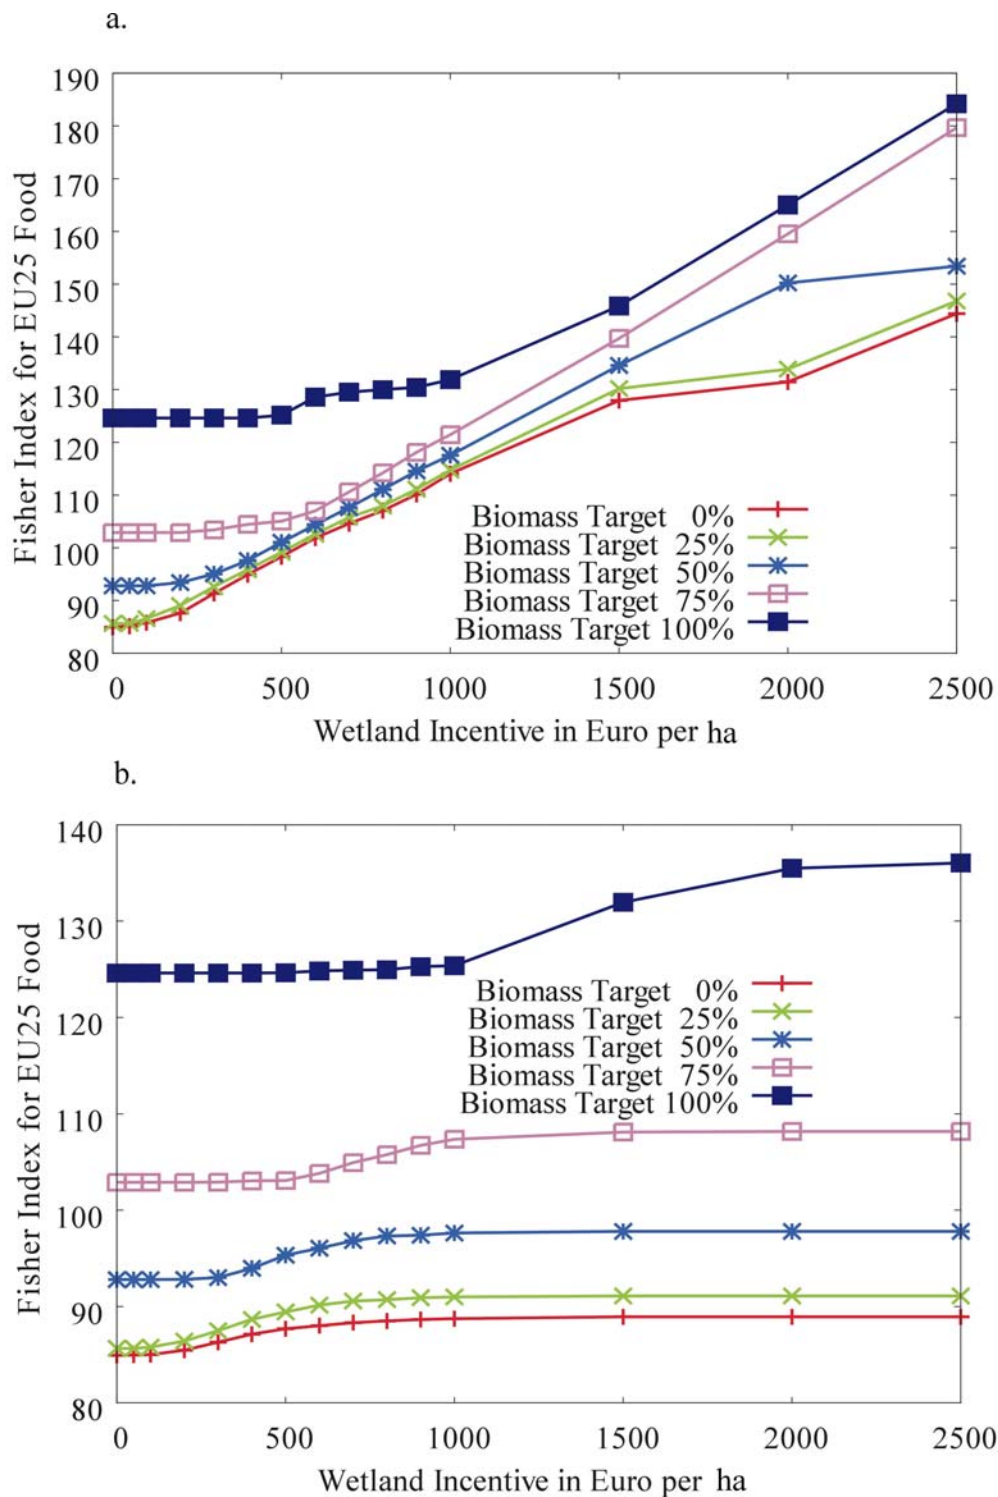 a.
190
180
170
160
150
140
130
120
110
100
90
80
Fisher Index for EU25 Food
Biomass Target 0%
Biomass Target 25%
Biomass Target 50%
Biomass Target 75%
Biomass Target 100%
0 500 1000 1500 2000 2500
Wetland Incentive in Euro per ha
b.
140
130
120
110
100
90
80
Fisher Index for EU25 Food
Biomass Target 0%
Biomass Target 25%
Biomass Target 50%
Biomass Target 75%
Biomass Target 100%
0 500 1000 1500 2000 2500
Wetland Incentive in Euro per ha